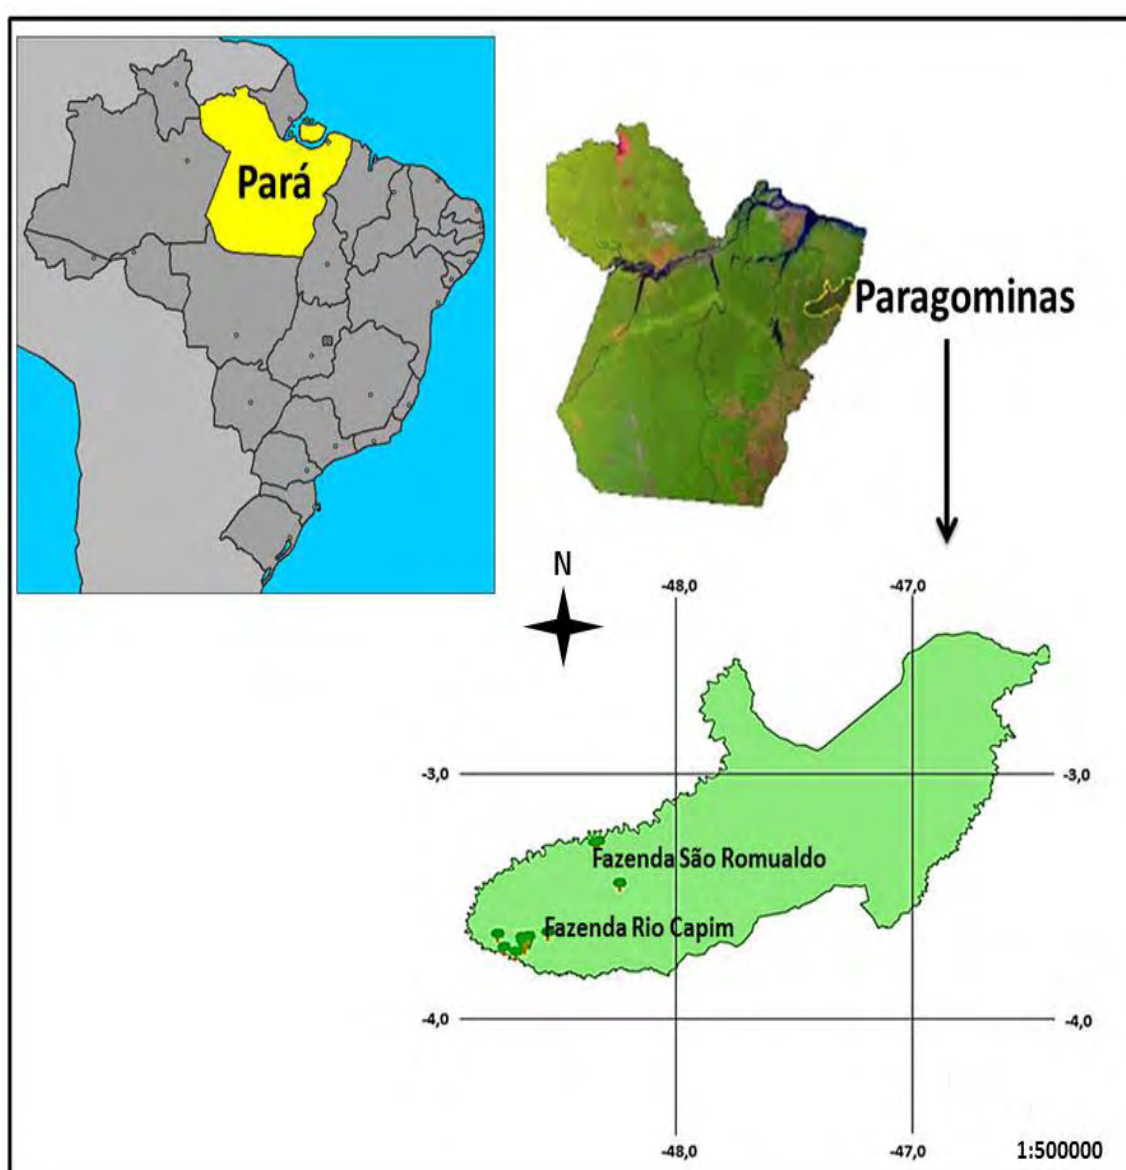 Pará
Paragominas
N
-48,0
-47,0
-3,0
-3,0
Fazenda São Romualdo
Fazenda Rio Capim
-4,0
-4,0
-48,0
-47,0
1:500000